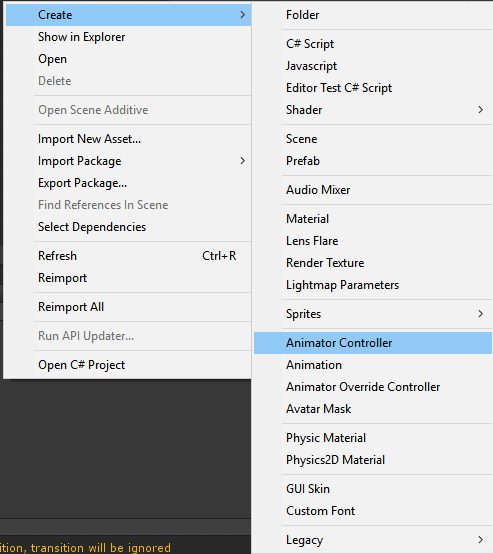 Create
Show in Explorer
Open
Delete
Open Scene Additive
Import New Asset...
Import Package
Export Package...
Find References In Scene
Select Dependencies
Refresh Ctrl+R
Reimport
Reimport All
Run API Updater...
Open C# Project
Folder
C# Script
Javascript
Editor Test C# Script
Shader
Scene
Prefab
Audio Mixer
Material
Lens Flare
Render Texture
Lightmap Parameters
Sprites
Animator Controller
Animation
Animator Override Controller
Avatar Mask
Physic Material
Physics2D Material
GUI Skin
Custom Font
Legacy
ition, transition will be ignored